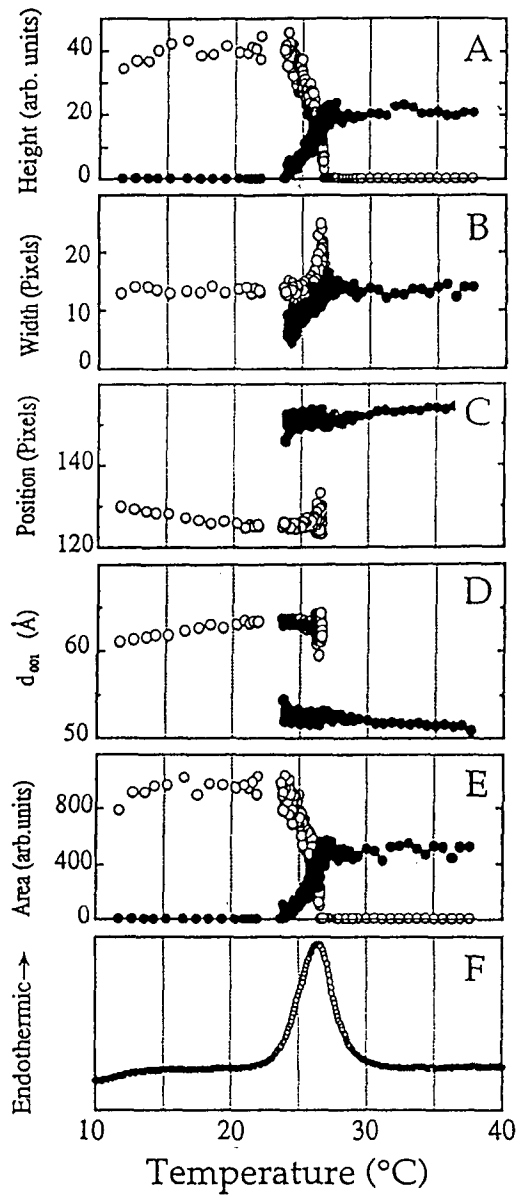 A
40
20
0
Height (arb. units)
B
20
10
0
Width (Pixels)
C
140
120
Position (Pixels)
D
60
50
d001 (Å)
E
800
400
0
Area (arb.units)
F
Endothermic→
10 20 30 40
Temperature (°C)